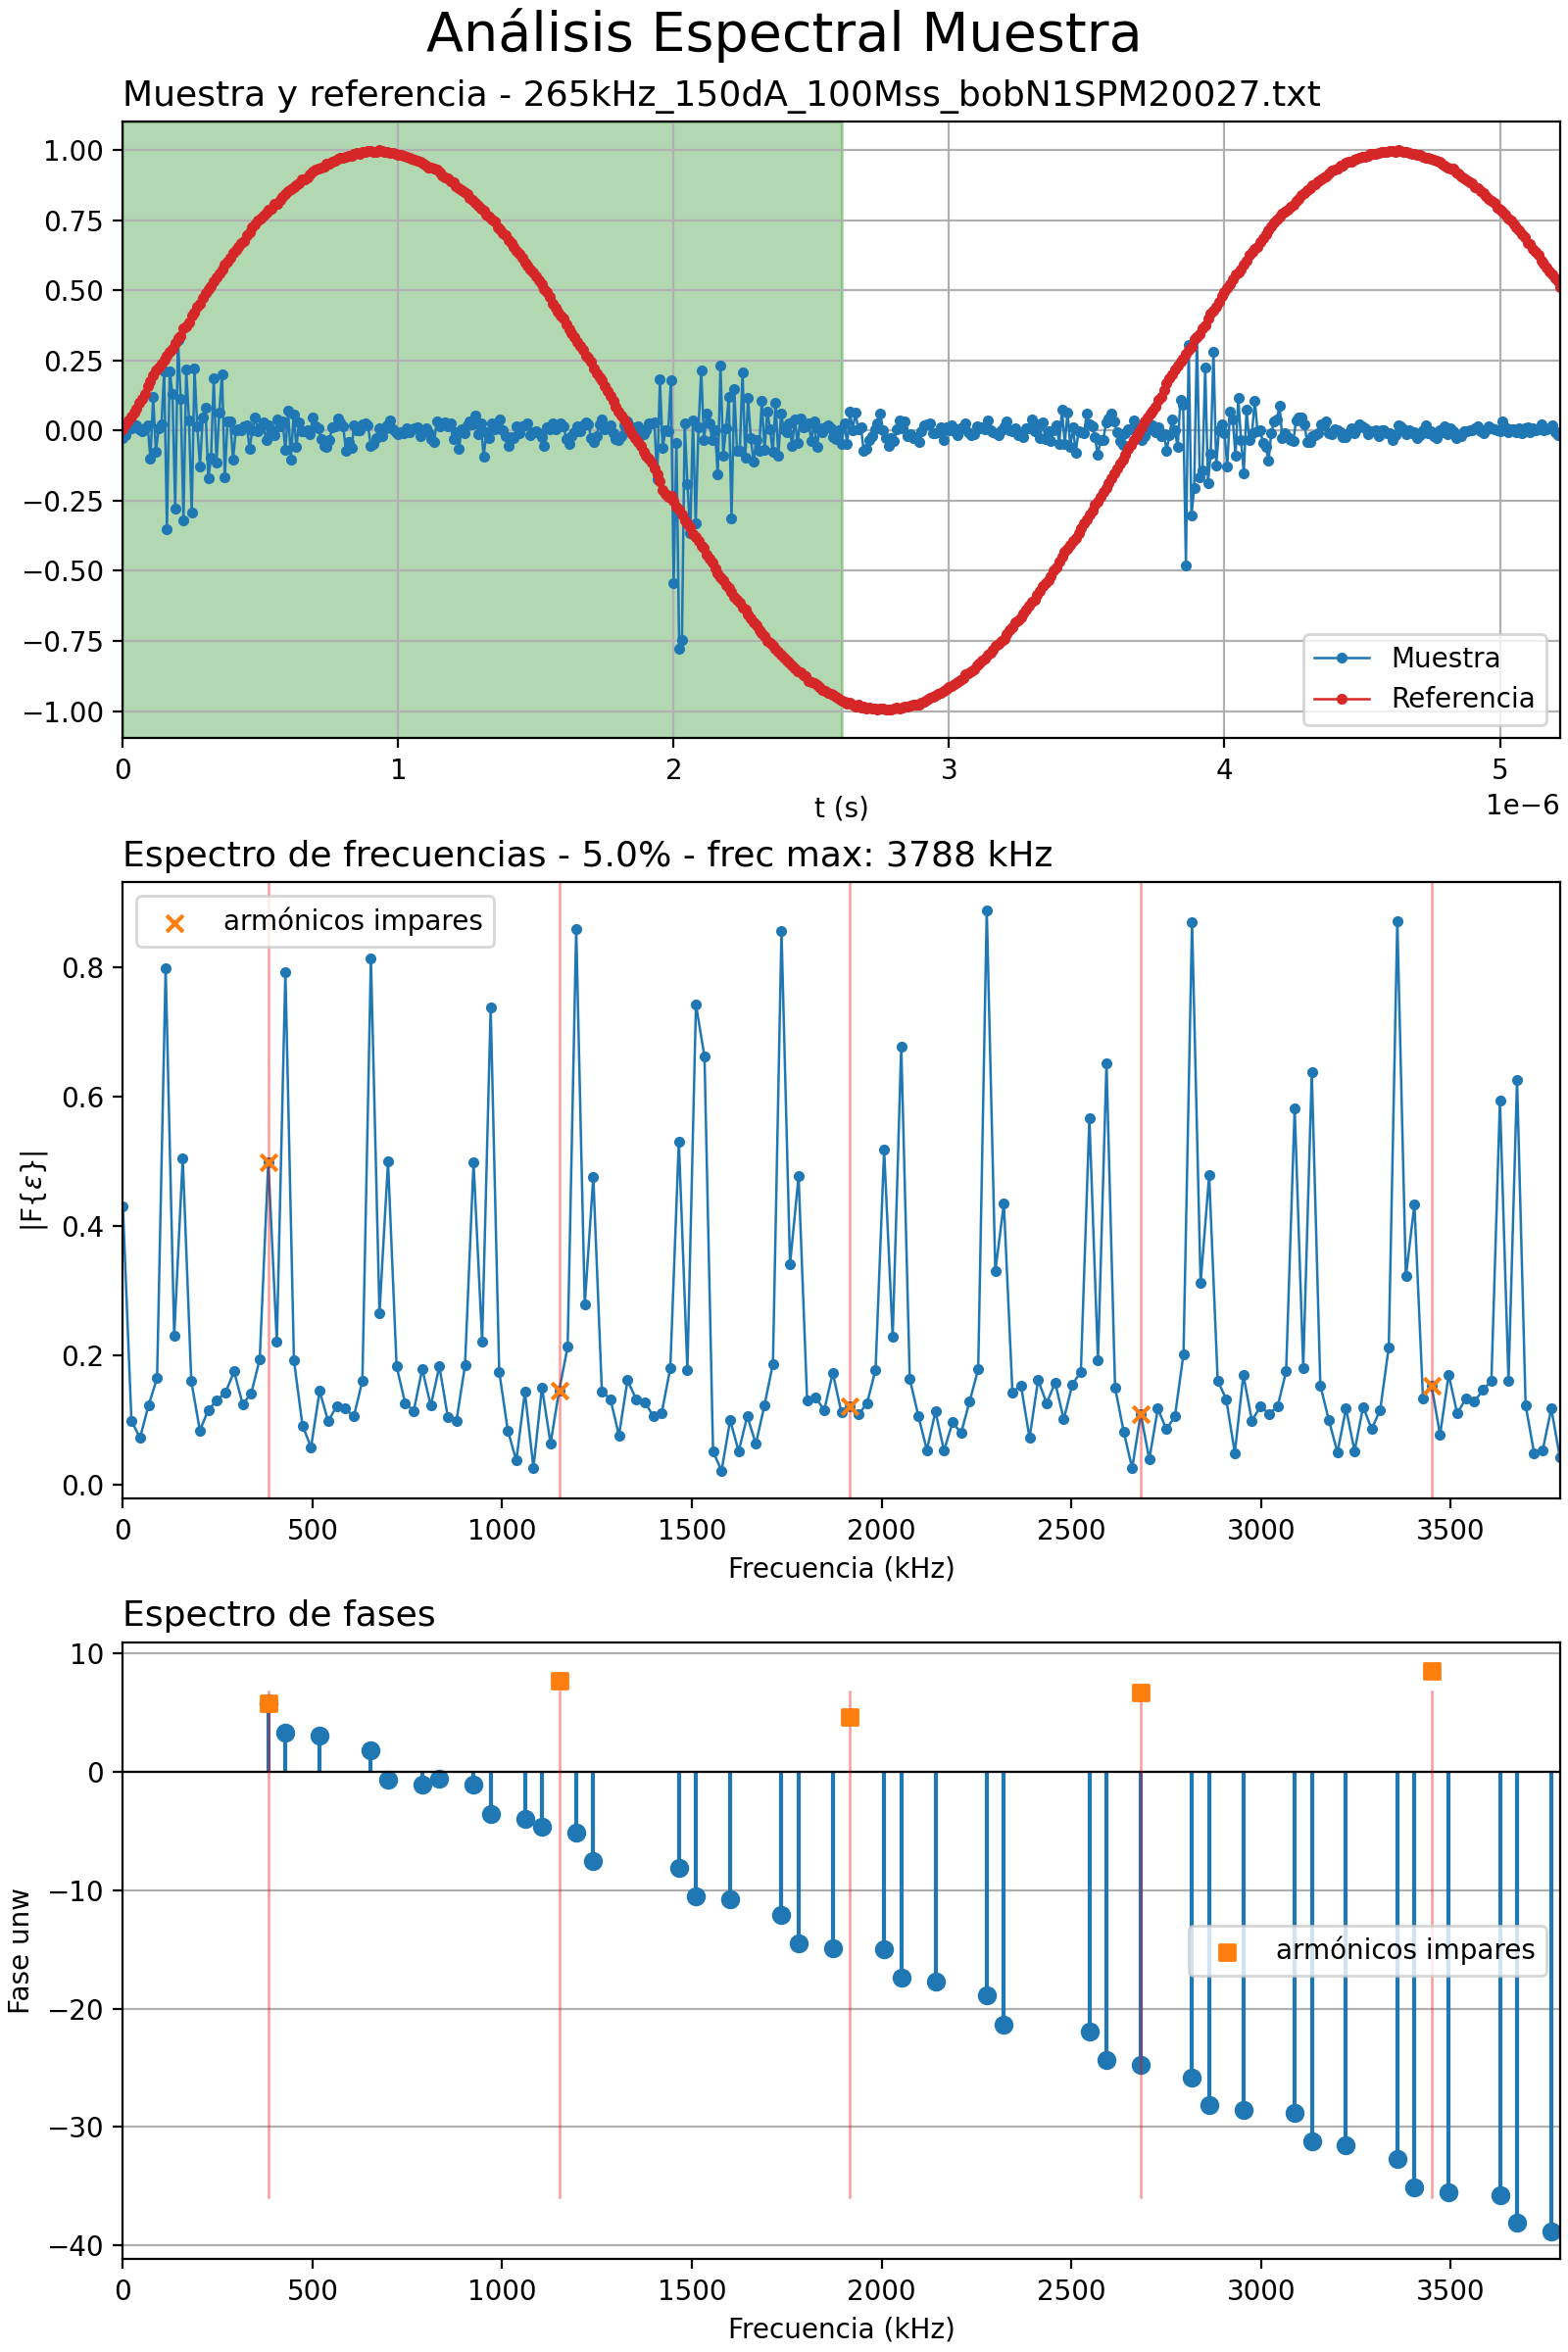 Análisis Espectral Muestra
Muestra y referencia - 265kHz_150dA_100Mss_bobN1SPM20027.txt
1.00
0.75
0.50
0.25
0.00
−0.25
−0.50
−0.75
−1.00
Muestra
Referencia
0 1 2 3 4 5
t (s)
1e−6
Espectro de frecuencias - 5.0% - frec max: 3788 kHz
armónicos impares
|F{ε}|
0.8
0.6
0.4
0.2
0.0
0 500 1000 1500 2000 2500 3000 3500
Frecuencia (kHz)
Espectro de fases
Fase unw
10
0
−10
−20
−30
−40
armónicos impares
0 500 1000 1500 2000 2500 3000 3500
Frecuencia (kHz)